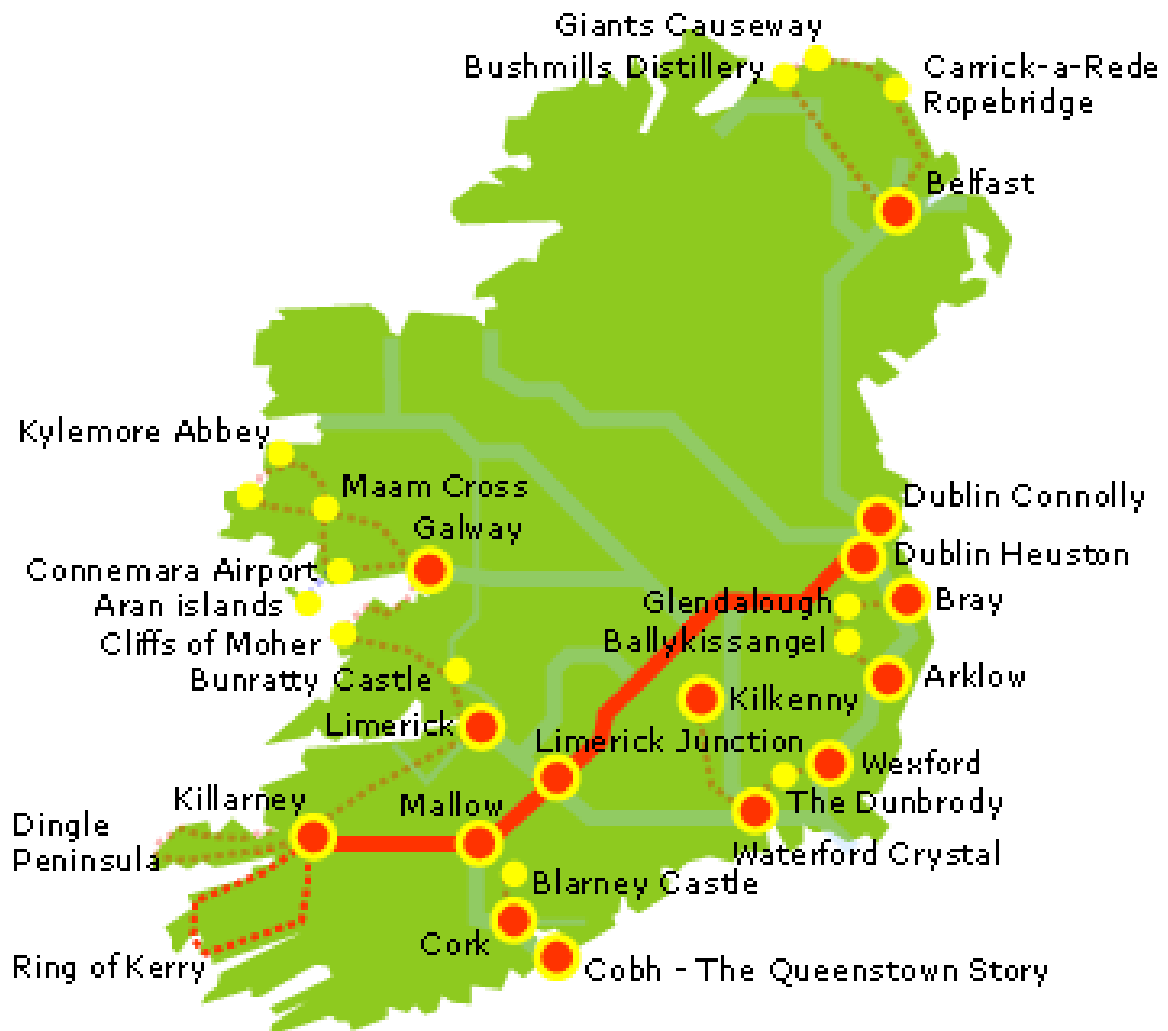 Giants Causeway
Bushmills Distillery
Carrick-a-Rede
Ropebridge
Belfast
Kylemore Abbey
Maam Cross
Dublin Connolly
Galway
Dublin Heuston
Connemara Airport
Aran islands
Glendalough
Bray
Cliffs of Moher
Ballykissangel
Bunratty Castle
Arklow
Kilkenny
Limerick
Limerick Junction
Wexford
Killarney
Mallow
The Dunbrody
Dingle
Peninsula
Waterford Crystal
Blarney Castle
Cork
Ring of Kerry
Cobh - The Queenstown Story